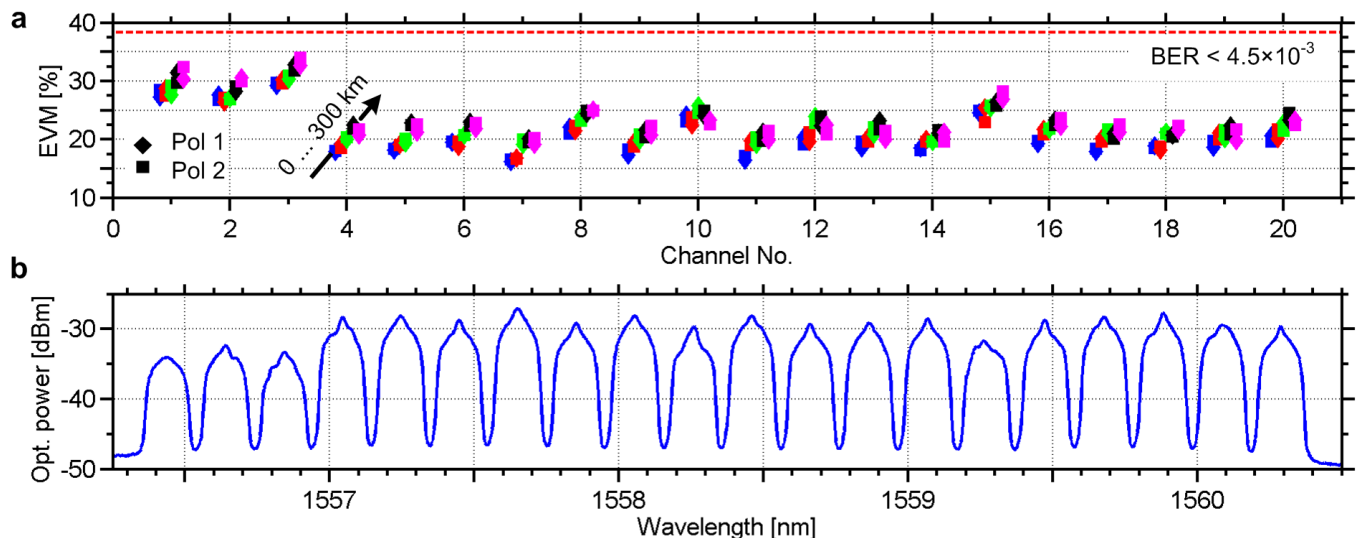 a
40
30
20
10
EVM [%]
BER < 4.5×10⁻³
0 ... 300 km
Pol 1
Pol 2
0 2 4 6 8 10 12 14 16 18 20
Channel No.
b
-30
-40
-50
Opt. power [dBm]
1557 1558 1559 1560
Wavelength [nm]